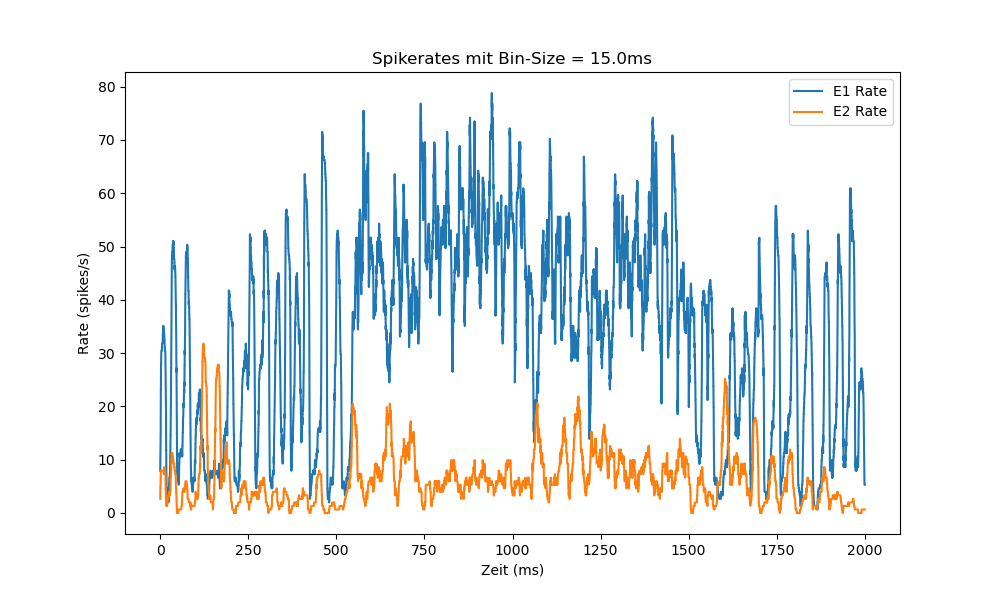 Spikerates mit Bin-Size = 15.0ms
E1 Rate
E2 Rate
80
70
60
50
40
30
20
10
0
Rate (spikes/s)
0 250 500 750 1000 1250 1500 1750 2000
Zeit (ms)